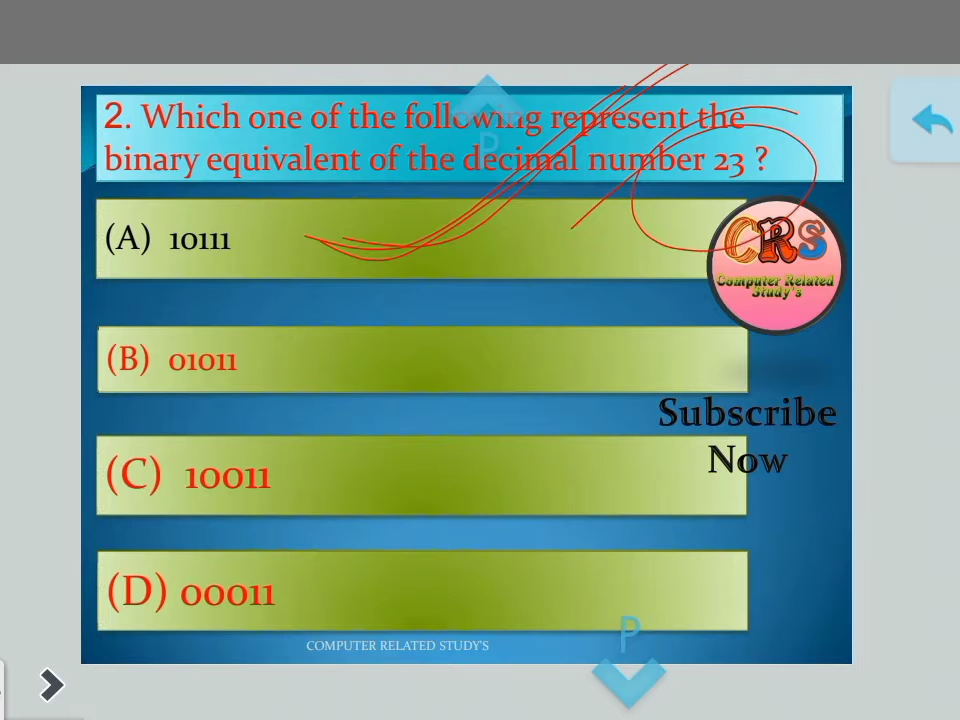 2. Which one of the following represent the
binary equivalent of the decimal number 23 ?
(A) 10111
(B) 01011
(C) 10011
(D) 00011
CRS
Computer Related
Study's
Subscribe
Now
COMPUTER RELATED STUDY'S
P
P